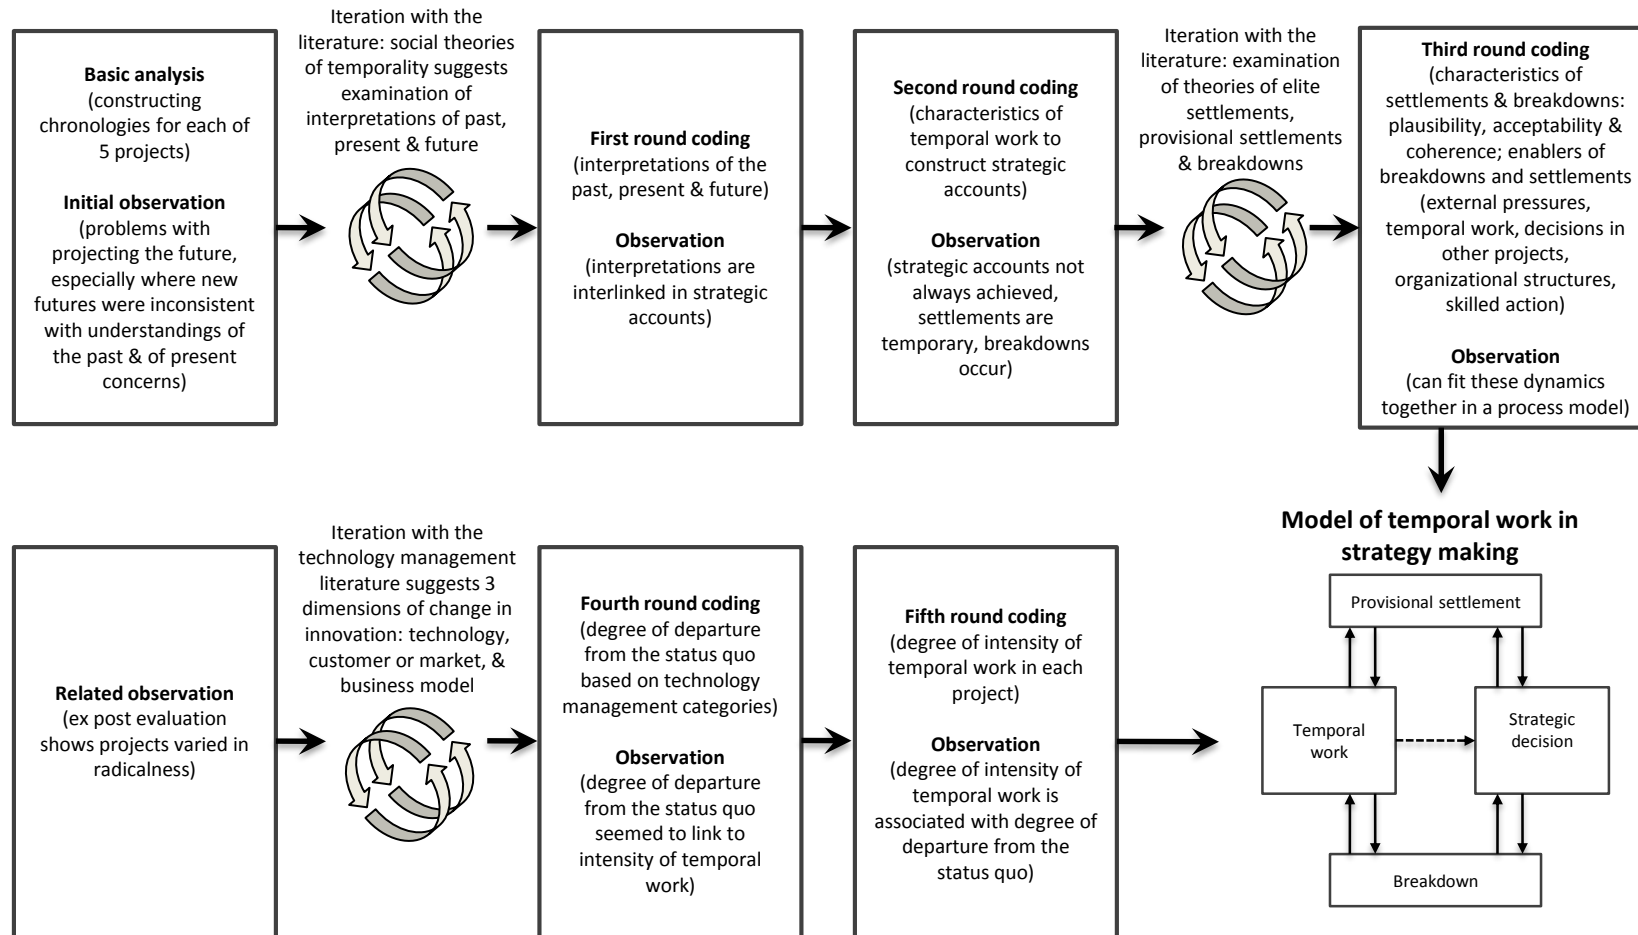 Basic analysis
(constructing
chronologies for each of
5 projects)
Initial observation
(problems with
projecting the future,
especially where new
futures were inconsistent
with understandings of
the past & of present
concerns)
Iteration with the
literature: social theories
of temporality suggests
examination of
interpretations of past,
present & future
First round coding
(interpretations of the
past, present & future)
Observation
(interpretations are
interlinked in strategic
accounts)
Second round coding
(characteristics of
temporal work to
construct strategic
accounts)
Observation
(strategic accounts not
always achieved,
settlements are
temporary, breakdowns
occur)
Iteration with the
literature: examination
of theories of elite
settlements,
provisional settlements
& breakdowns
Third round coding
(characteristics of
settlements & breakdowns:
plausibility, acceptability &
coherence; enablers of
breakdowns and settlements
(external pressures,
temporal work, decisions in
other projects,
organizational structures,
skilled action)
Observation
(can fit these dynamics
together in a process model)
Related observation
(ex post evaluation
shows projects varied in
radicalness)
Iteration with the
technology management
literature suggests 3
dimensions of change in
innovation: technology,
customer or market, &
business model
Fourth round coding
(degree of departure
from the status quo
based on technology
management categories)
Observation
(degree of departure
from the status quo
seemed to link to
intensity of temporal
work)
Fifth round coding
(degree of intensity of
temporal work in each
project)
Observation
(degree of intensity of
temporal work is
associated with degree of
departure from the
status quo)
Model of temporal work in
strategy making
Provisional settlement
Temporal
work
Strategic
decision
Breakdown